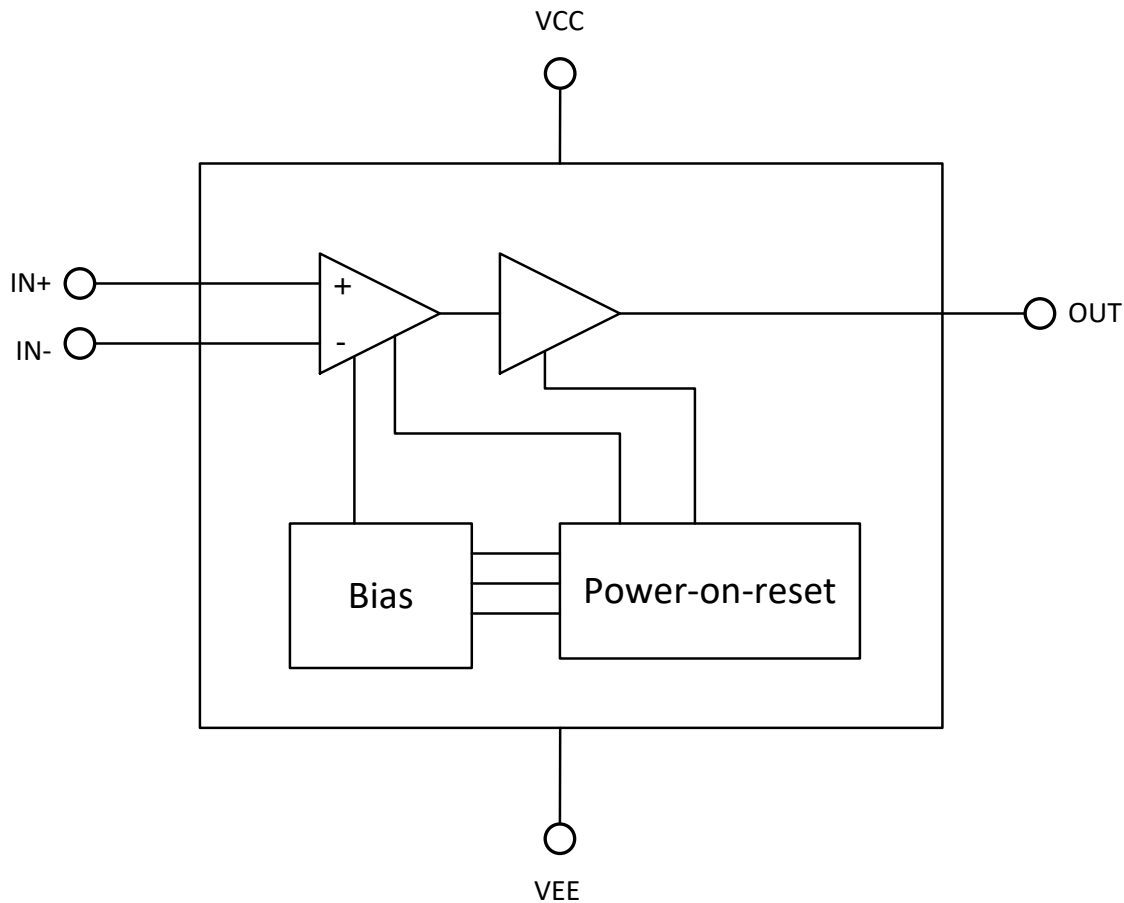 VCC
IN+
+
IN-
-
OUT
Bias
Power-on-reset
VEE